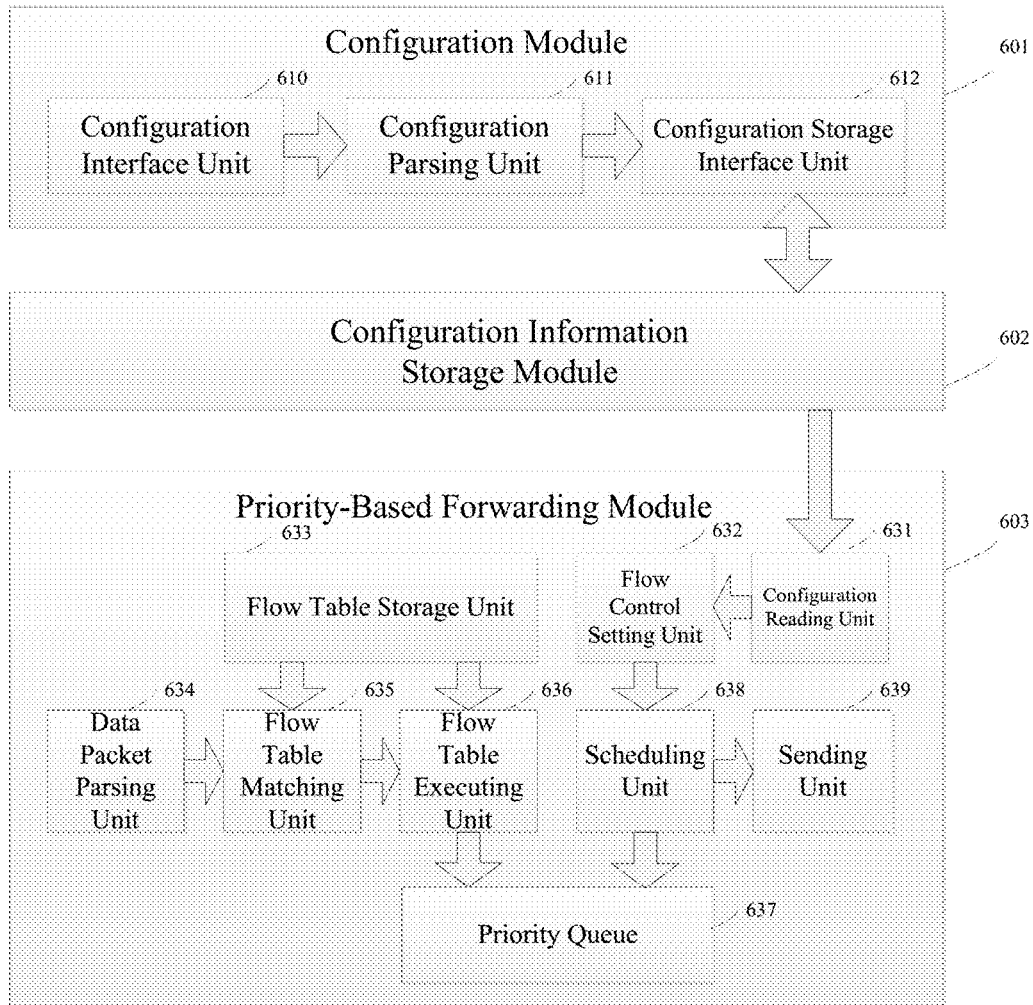 Configuration Module
601
610
611
612
Configuration
Interface Unit
Configuration
Parsing Unit
Configuration Storage
Interface Unit
Configuration Information
Storage Module
602
Priority-Based Forwarding Module
603
633
632
631
Flow Table Storage Unit
Flow
Control
Setting Unit
Configuration
Reading Unit
634
635
636
638
639
Data
Packet
Parsing
Unit
Flow
Table
Matching
Unit
Flow
Table
Executing
Unit
Scheduling
Unit
Sending
Unit
637
Priority Queue